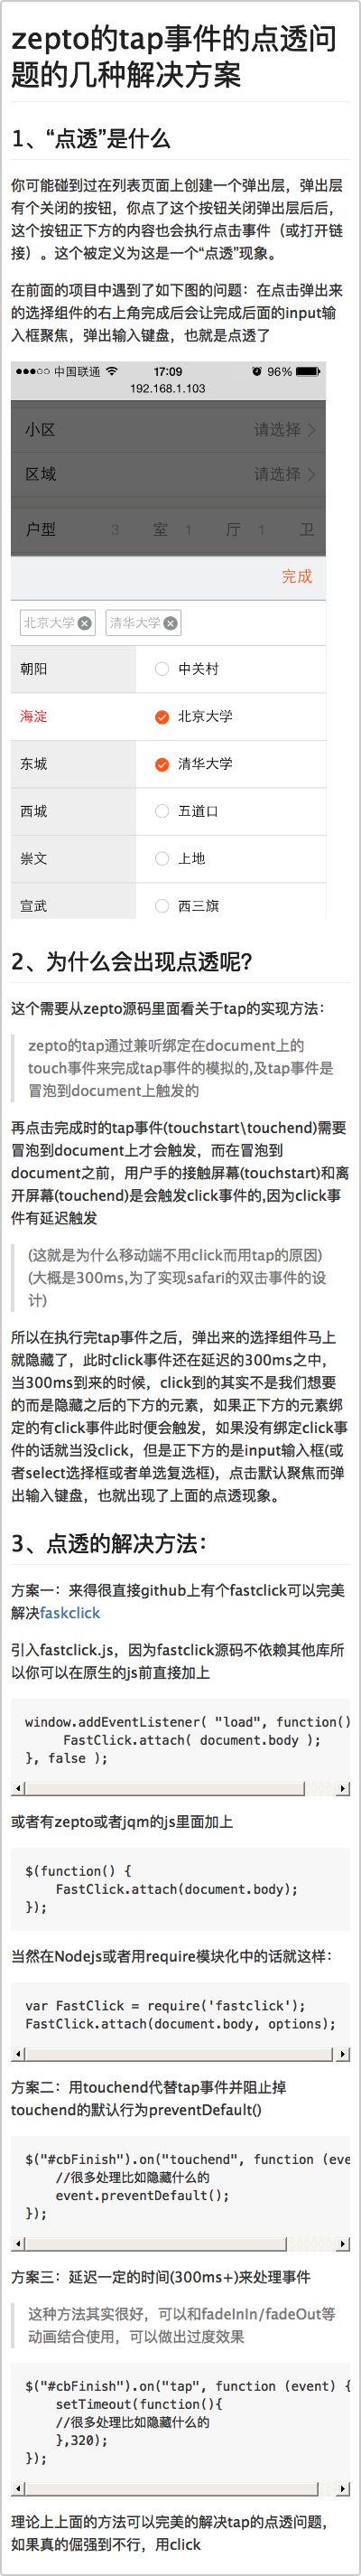 zepto的tap事件的点透问
题的几种解决方案
1、“点透”是什么
你可能碰到过在列表页面上创建一个弹出层，弹出层
有个关闭的按钮，你点了这个按钮关闭弹出层后后，
这个按钮正下方的内容也会执行点击事件（或打开链
接）。这个被定义为这是一个“点透”现象。
在前面的项目中遇到了如下图的问题：在点击弹出来
的选择组件的右上角完成后会让完成后面的input输
入框聚焦，弹出输入键盘，也就是点透了
中国联通 17:09 96%
192.168.1.103
小区 请选择
区域 请选择
户型 3 室 1 厅 1 卫
完成
北京大学 清华大学
朝阳 中关村
海淀 北京大学
东城 清华大学
西城 五道口
崇文 上地
宣武 西三旗
2、为什么会出现点透呢？
这个需要从zepto源码里面看关于tap的实现方法：
zepto的tap通过兼听绑定在document上的
touch事件来完成tap事件的模拟的,及tap事件是
冒泡到document上触发的
再点击完成时的tap事件(touchstart\touchend)需要
冒泡到document上才会触发，而在冒泡到
document之前，用户手的接触屏幕(touchstart)和离
开屏幕(touchend)是会触发click事件的,因为click事
件有延迟触发
(这就是为什么移动端不用click而用tap的原因)
(大概是300ms,为了实现safari的双击事件的设
计)
所以在执行完tap事件之后，弹出来的选择组件马上
就隐藏了，此时click事件还在延迟的300ms之中，
当300ms到来的时候，click到的其实不是我们想要
的而是隐藏之后的下方的元素，如果正下方的元素绑
定的有click事件此时便会触发，如果没有绑定click事
件的话就当没click，但是正下方的是input输入框(或
者select选择框或者单选复选框)，点击默认聚焦而弹
出输入键盘，也就出现了上面的点透现象。
3、点透的解决方法：
方案一：来得很直接github上有个fastclick可以完美
解决faskclick
引入fastclick.js，因为fastclick源码不依赖其他库所
以你可以在原生的js前直接加上
window.addEventListener( "load", function()
FastClick.attach( document.body );
}, false );
或者有zepto或者jqm的js里面加上
$(function() {
FastClick.attach(document.body);
});
当然在Nodejs或者用require模块化中的话就这样：
var FastClick = require('fastclick');
FastClick.attach(document.body, options);
方案二：用touchend代替tap事件并阻止掉
touchend的默认行为preventDefault()
$("#cbFinish").on("touchend", function (eve
//很多处理比如隐藏什么的
event.preventDefault();
});
方案三：延迟一定的时间(300ms+)来处理事件
这种方法其实很好，可以和fadeInIn/fadeOut等
动画结合使用，可以做出过度效果
$("#cbFinish").on("tap", function (event) {
setTimeout(function(){
//很多处理比如隐藏什么的
},320);
});
理论上上面的方法可以完美的解决tap的点透问题，
如果真的倔强到不行，用click